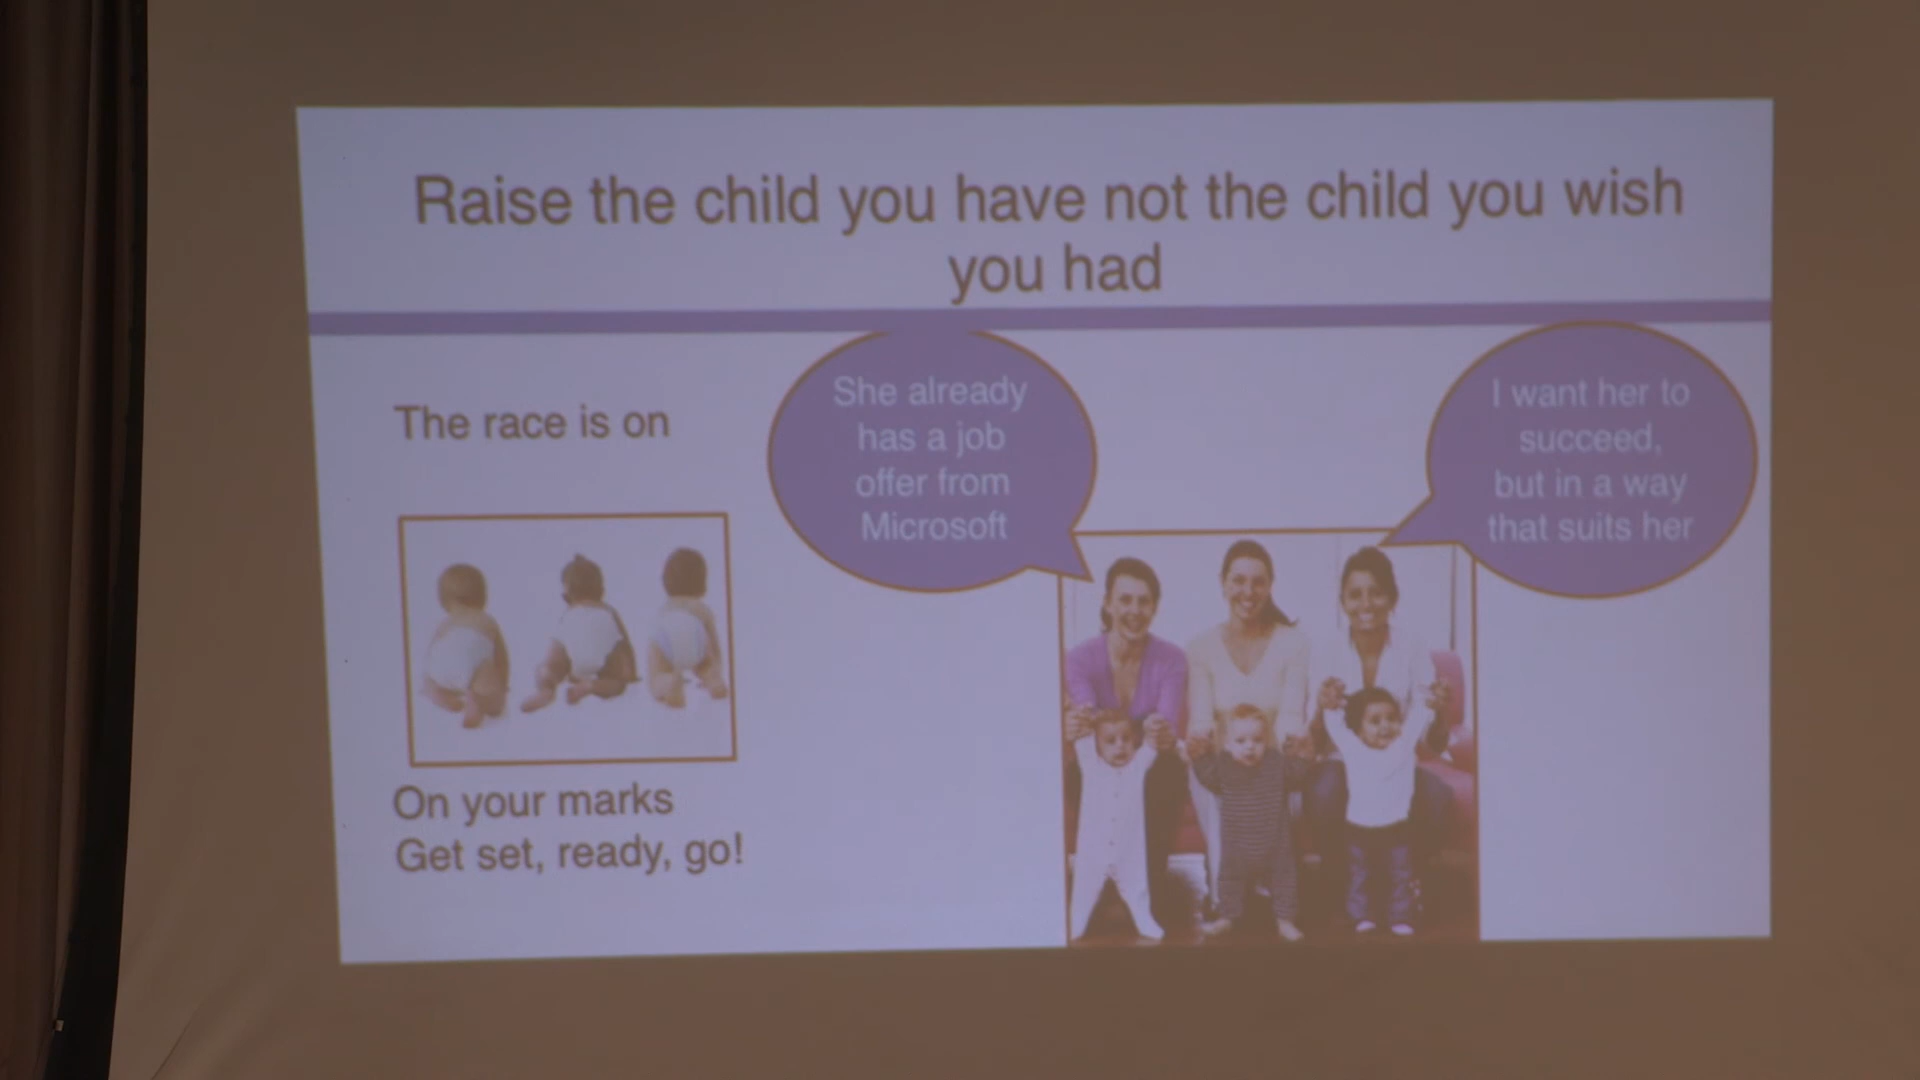 Raise the child you have not the child you wish
you had
The race is on
On your marks
Get set, ready, go!
She already
has a job
offer from
Microsoft
I want her to
succeed,
but in a way
that suits her